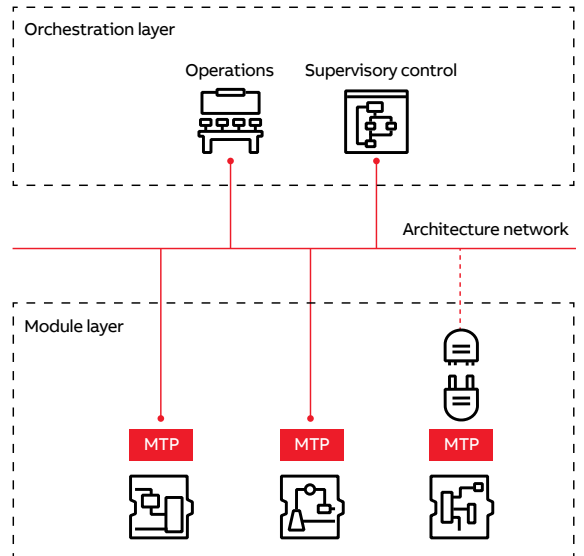 Orchestration layer
Operations
Supervisory control
Architecture network
Module layer
MTP
MTP
MTP